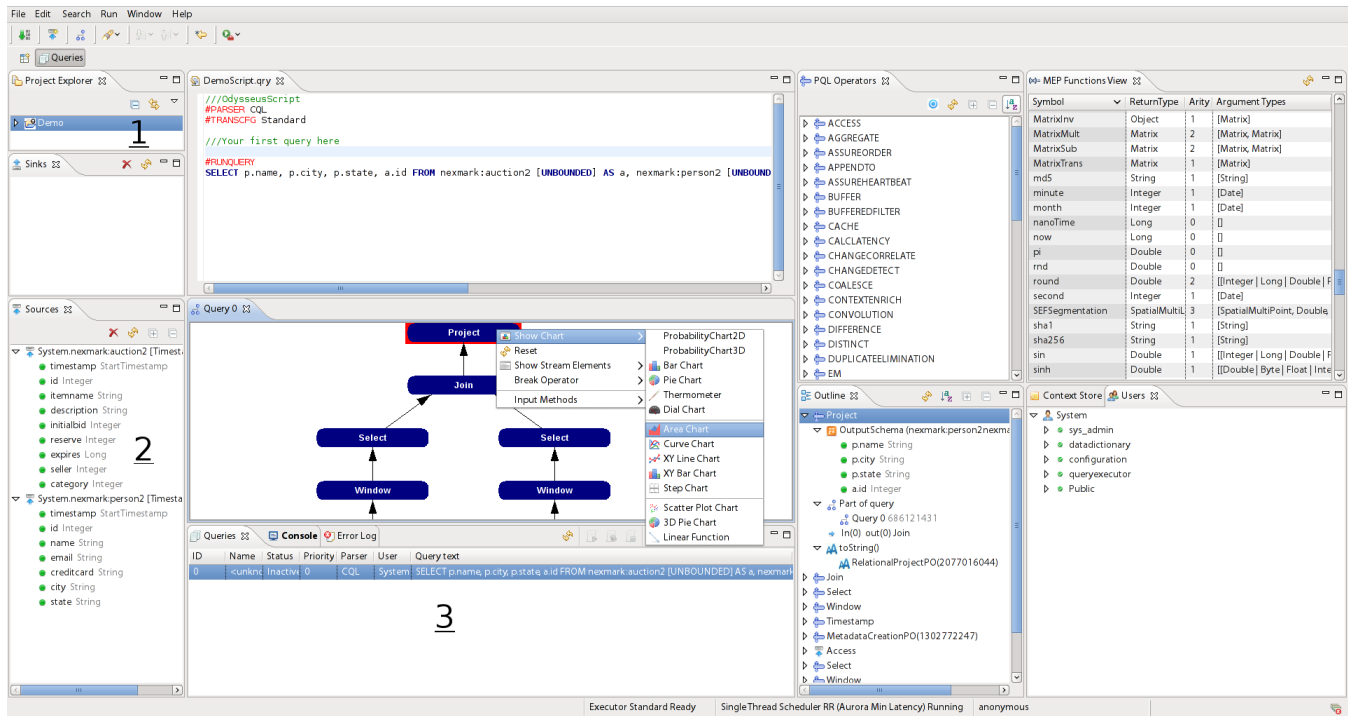 File Edit Search Run Window Help
Queries
Project Explorer
Demo
1
Sinks
DemoScript.qry
///OdysseusScript
#PARSER CQL
#TRANSCFG Standard
///Your first query here
#RUNQUERY
SELECT p.name, p.city, p.state, a.id FROM nexmark:auction2 [UNBOUNDED] AS a, nexmark:person2 [UNBOUND
PQL Operators
ACCESS
AGGREGATE
ASSUREORDER
APPENDTO
ASSUREHEARTBEAT
BUFFER
BUFFEREDFILTER
CACHE
CALCLATENCY
CHANGECORRELATE
CHANGEDETECT
COALESCE
CONTEXTENRICH
CONVOLUTION
DIFFERENCE
DISTINCT
DUPLICATEELIMINATION
EM
MEP Functions View
Symbol ReturnType Arity Argument Types
MatrixInv Object 1 [Matrix]
MatrixMult Matrix 2 [Matrix, Matrix]
MatrixSub Matrix 2 [Matrix, Matrix]
MatrixTrans Matrix 1 [Matrix]
md5 String 1 [String]
minute Integer 1 [Date]
month Integer 1 [Date]
nanoTime Long 0 []
now Long 0 []
pi Double 0 []
rnd Double 0 []
round Double 2 [[Integer | Long | Double | F
second Integer 1 [Date]
SEFSegmentation SpatialMultiL 3 [SpatialMultiPoint, Double,
sha1 String 1 [String]
sha256 String 1 [String]
sin Double 1 [[Integer | Long | Double | F
sinh Double 1 [[Double | Byte | Float | Inte
Sources
System.nexmark:auction2 [Timest
timestamp StartTimestamp
id Integer
itemname String
description String
initialbid Integer
reserve Integer
expires Long
seller Integer
category Integer
2
System.nexmark:person2 [Timesta
timestamp StartTimestamp
id Integer
name String
email String
creditcard String
city String
state String
Query 0
Project
Join
Select Select
Window Window
Show Chart
Reset
Show Stream Elements
Break Operator
Input Methods
ProbabilityChart2D
ProbabilityChart3D
Bar Chart
Pie Chart
Thermometer
Dial Chart
Area Chart
Curve Chart
XY Line Chart
XY Bar Chart
Step Chart
Scatter Plot Chart
3D Pie Chart
Linear Function
Queries Console Error Log
ID Name Status Priority Parser User Query text
0 <unkno Inactive 0 CQL System SELECT p.name, p.city, p.state, a.id FROM nexmark:auction2 [UNBOUNDED] AS a, nexmark
3
Outline
Project
OutputSchema (nexmark:person2nexma
p.name String
p.city String
p.state String
a.id Integer
Part of query
Query 0 686121431
In(0) out(0) Join
toString()
RelationalProjectPO(2077016044)
Join
Select
Window
Timestamp
MetadataCreationPO(1302772247)
Access
Select
Window
Context Store Users
System
sys_admin
datadictionary
configuration
queryexecutor
Public
Executor Standard Ready Single Thread Scheduler RR (Aurora Min Latency) Running anonymous